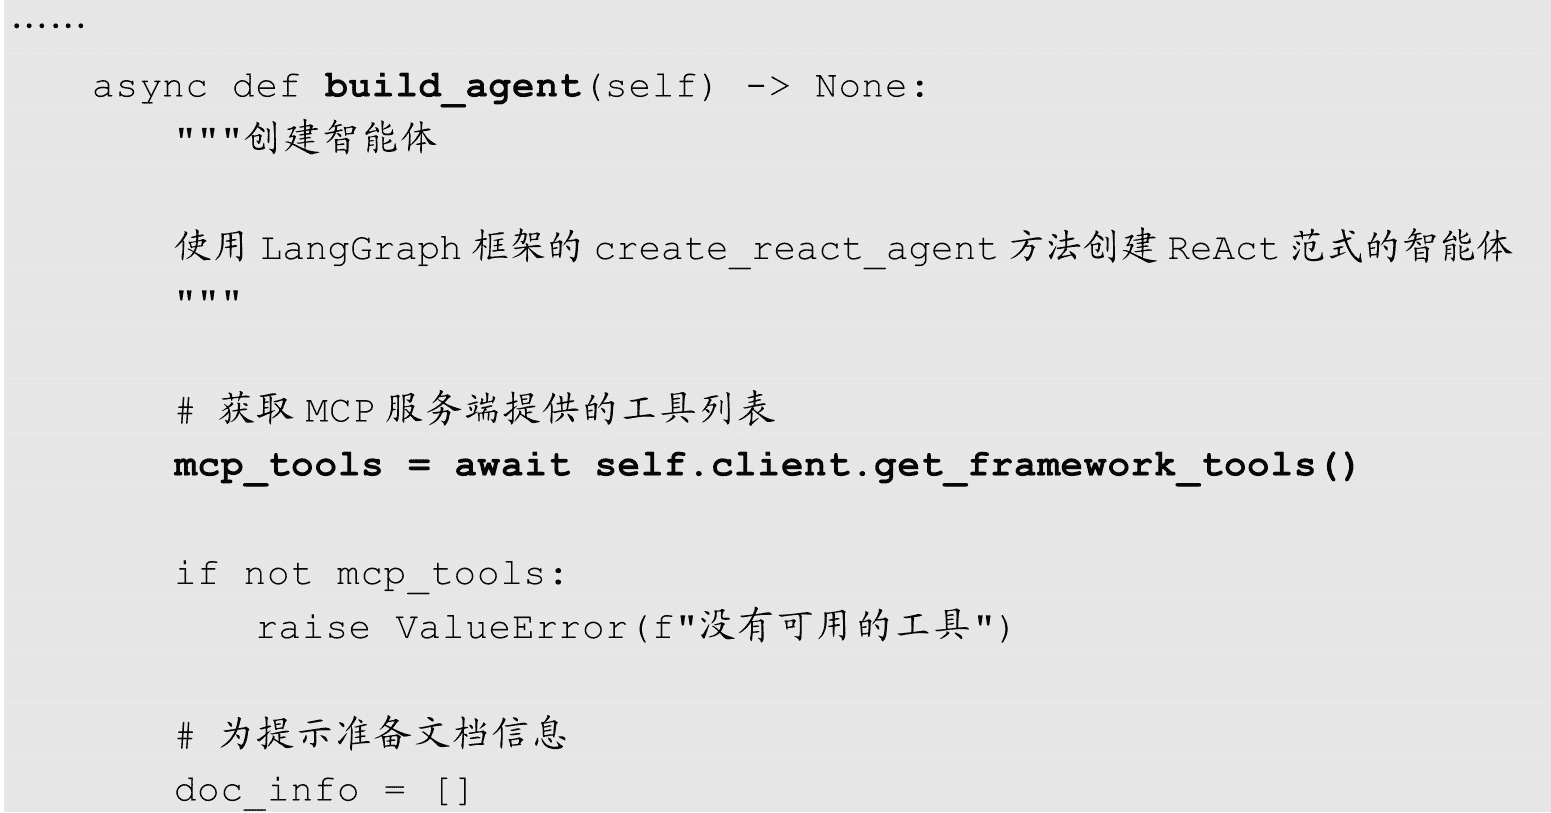 ……
async def build_agent(self) -> None:
"""创建智能体
使用 LangGraph 框架的 create_react_agent 方法创建 ReAct 范式的智能体
"""
# 获取 MCP 服务端提供的工具列表
mcp_tools = await self.client.get_framework_tools()
if not mcp_tools:
raise ValueError(f"没有可用的工具")
# 为提示准备文档信息
doc_info = []